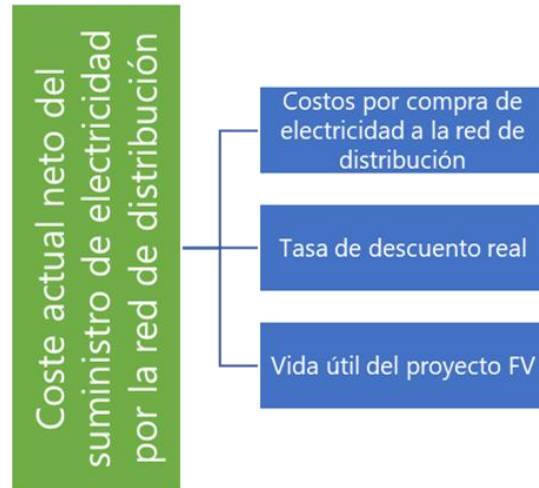 Coste actual neto del
suministro de electricidad
por la red de distribución
Costos por compra de
electricidad a la red de
distribución
Tasa de descuento real
Vida útil del proyecto FV